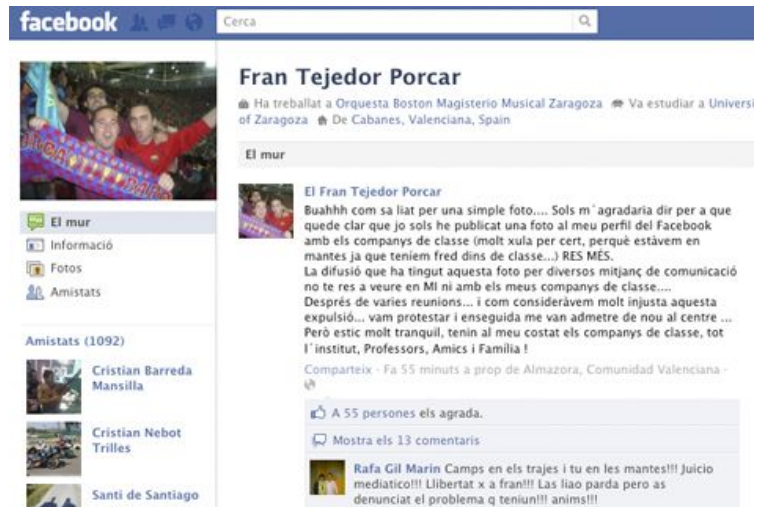 facebook
Cerca
Fran Tejedor Porcar
Ha treballat a Orquesta Boston Magisterio Musical Zaragoza Va estudiar a Universi
of Zaragoza De Cabanes, Valenciana, Spain
El mur
El Fran Tejedor Porcar
Buahhh com sa liat per una simple foto.... Sols m´agradaria dir per a que
quede clar que jo sols he publicat una foto al meu perfil del Facebook
amb els companys de classe (molt xula per cert, perquè estàvem en
mantes ja que teniem fred dins de classe...) RES MÉS.
La difusió que ha tingut aquesta foto per diversos mitjanç de comunicació
no te res a veure en MI ni amb els meus companys de classe....
Després de varies reunions... i com consideràvem molt injusta aquesta
expulsió... vam protestar i enseguida me van admetre de nou al centre ...
Però estic molt tranquil, tenin al meu costat els companys de classe, tot
l´institut, Professors, Amics i Família !
Comparteix · Fa 55 minuts a prop de Almazora, Comunidad Valenciana ·
A 55 persones els agrada.
Mostra els 13 comentaris
Rafa Gil Marin Camps en els trajes i tu en les mantes!!! Juicio
mediatico!!! Llibertat x a fran!!! Las liao parda pero as
denunciat el problema q teniun!!! anims!!!
El mur
Informació
Fotos
Amistats
Amistats (1092)
Cristian Barreda
Mansilla
Cristian Nebot
Trilles
Santi de Santiago